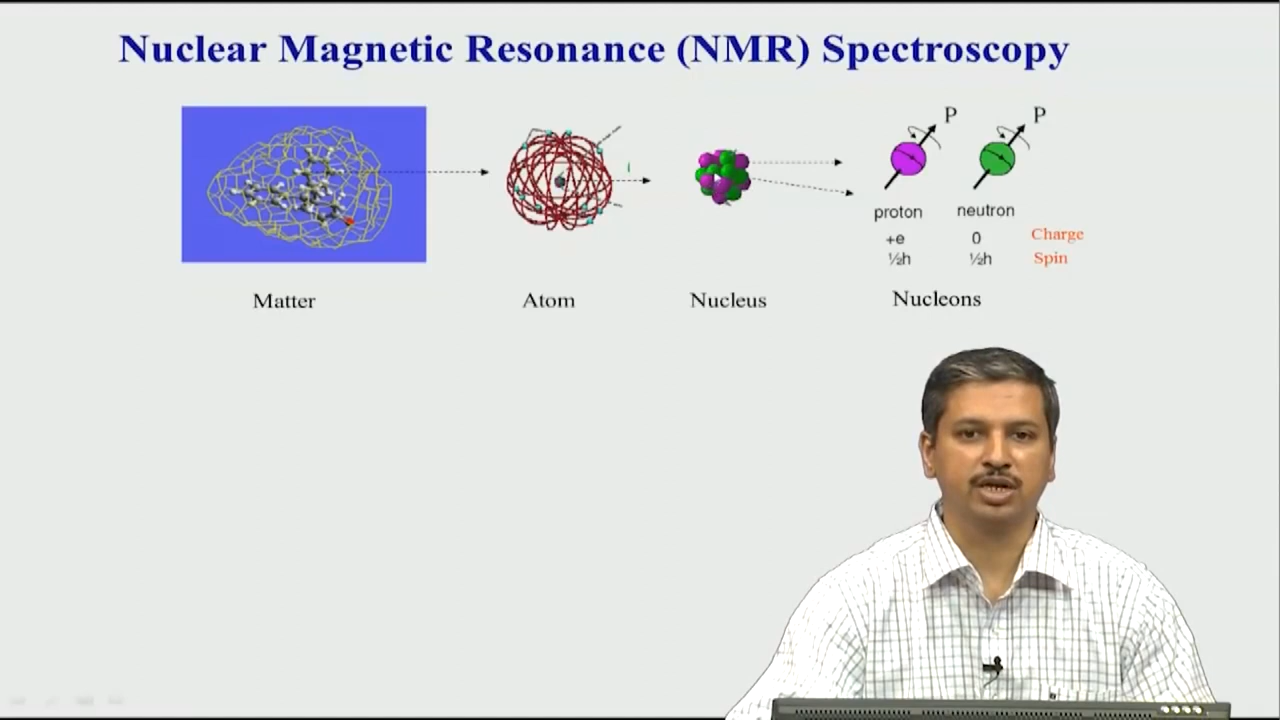 Nuclear Magnetic Resonance (NMR) Spectroscopy
P P
proton neutron
+e 0 Charge
½h ½h Spin
Matter Atom Nucleus Nucleons